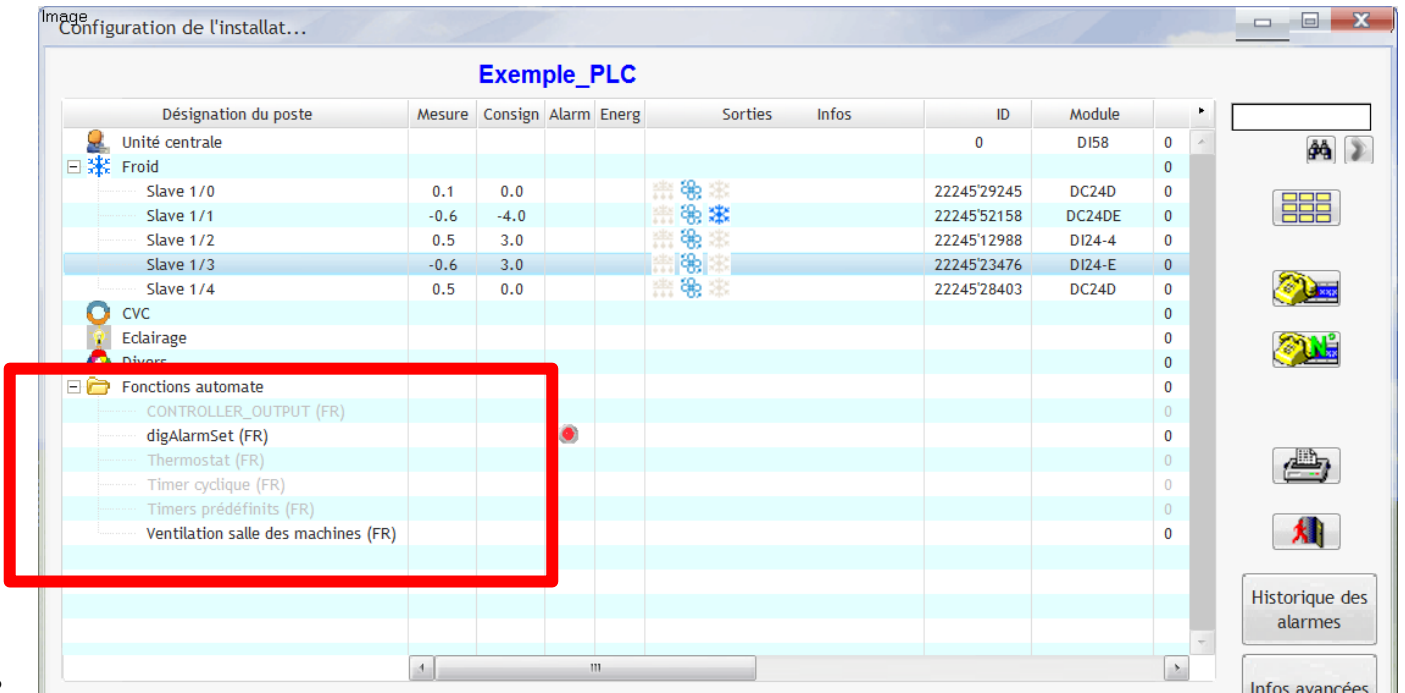 Image
Configuration de l'installat...
Exemple_PLC
Désignation du poste Mesure Consign Alarm Energ Sorties Infos ID Module
Unité centrale 0 DI58 0
Froid 0
Slave 1/0 0.1 0.0 22245'29245 DC24D 0
Slave 1/1 -0.6 -4.0 22245'52158 DC24DE 0
Slave 1/2 0.5 3.0 22245'12988 DI24-4 0
Slave 1/3 -0.6 3.0 22245'23476 DI24-E 0
Slave 1/4 0.5 0.0 22245'28403 DC24D 0
CVC 0
Eclairage 0
Divers 0
Fonctions automate 0
CONTROLLER_OUTPUT (FR) 0
digAlarmSet (FR) 0
Thermostat (FR) 0
Timer cyclique (FR) 0
Timers prédéfinits (FR) 0
Ventilation salle des machines (FR) 0
xxx
N
Historique des
alarmes
Infos avancées